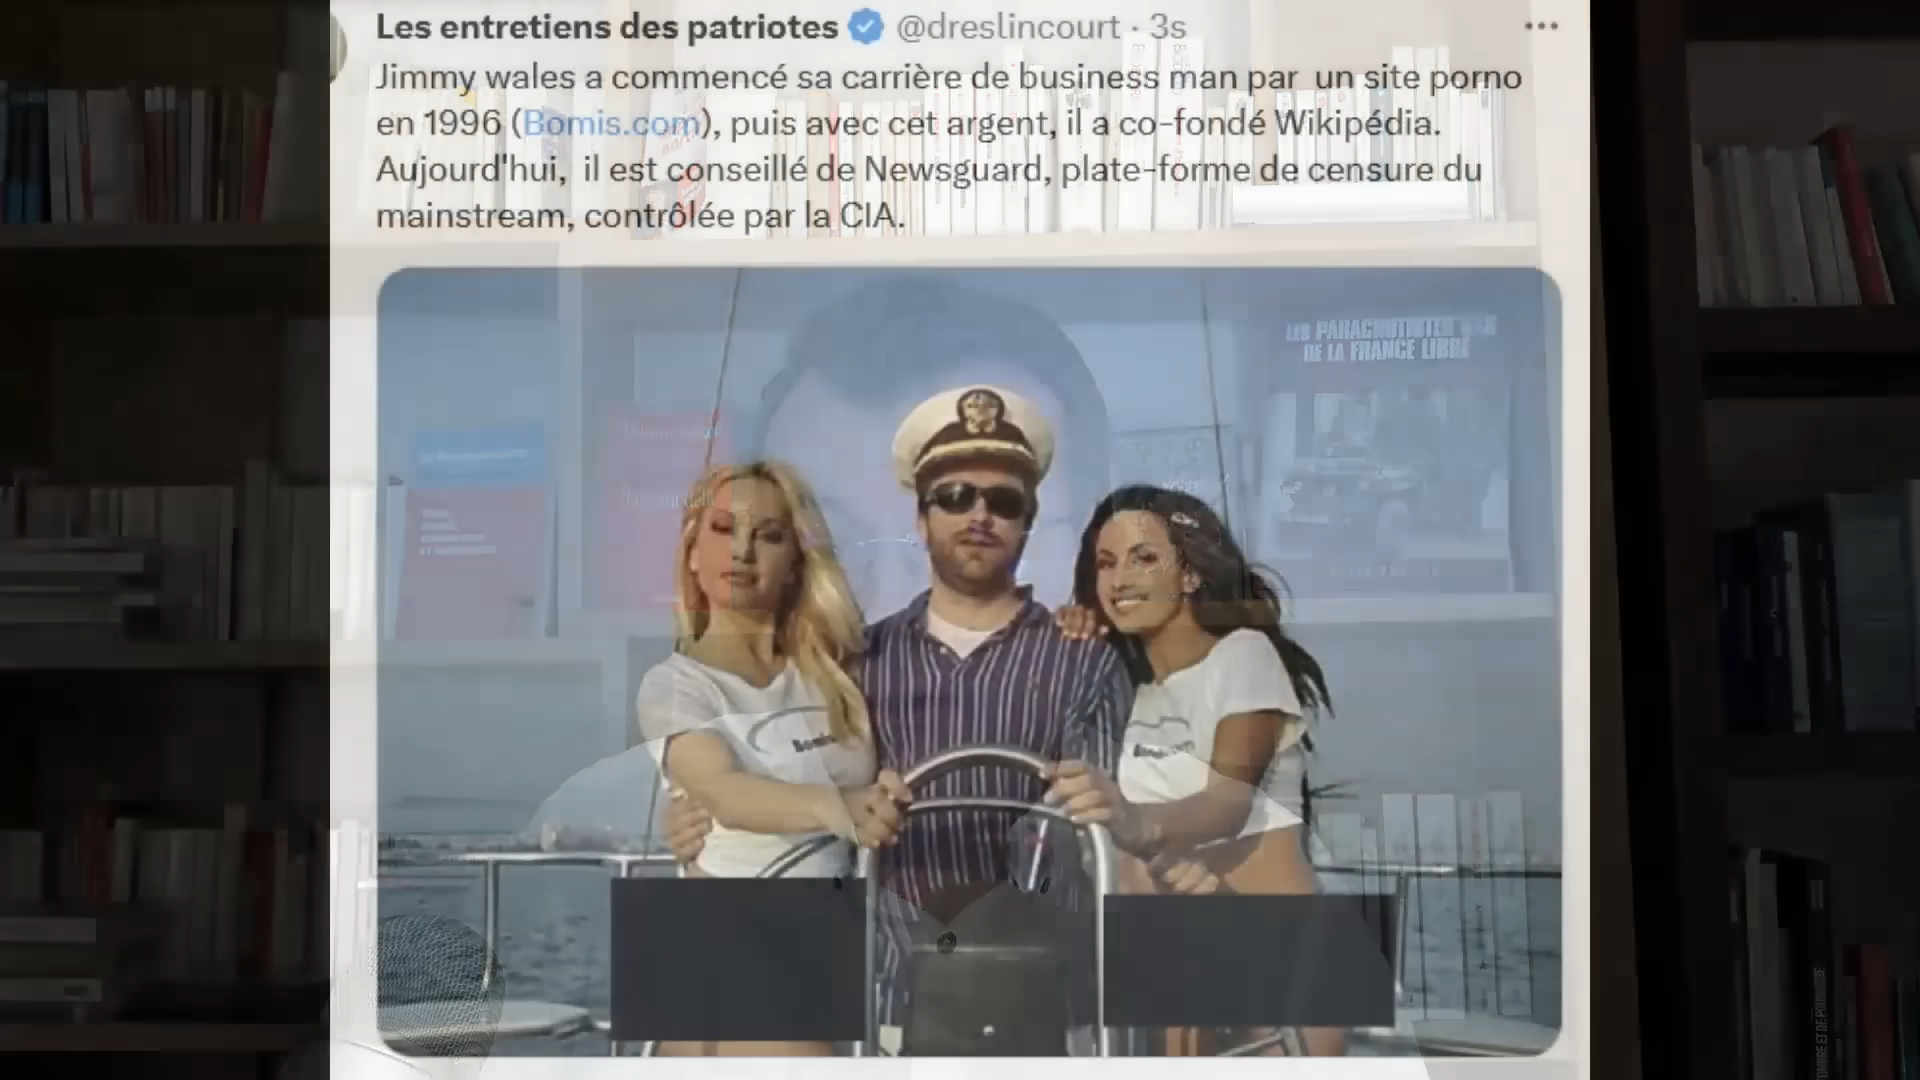 Les entretiens des patriotes @dreslincourt · 3s
Jimmy wales a commencé sa carrière de business man par un site porno
en 1996 (Bomis.com), puis avec cet argent, il a co-fondé Wikipédia.
Aujourd'hui, il est conseillé de Newsguard, plate-forme de censure du
mainstream, contrôlée par la CIA.
LES PARACHUTISTES SAS
DE LA FRANCE LIBRE